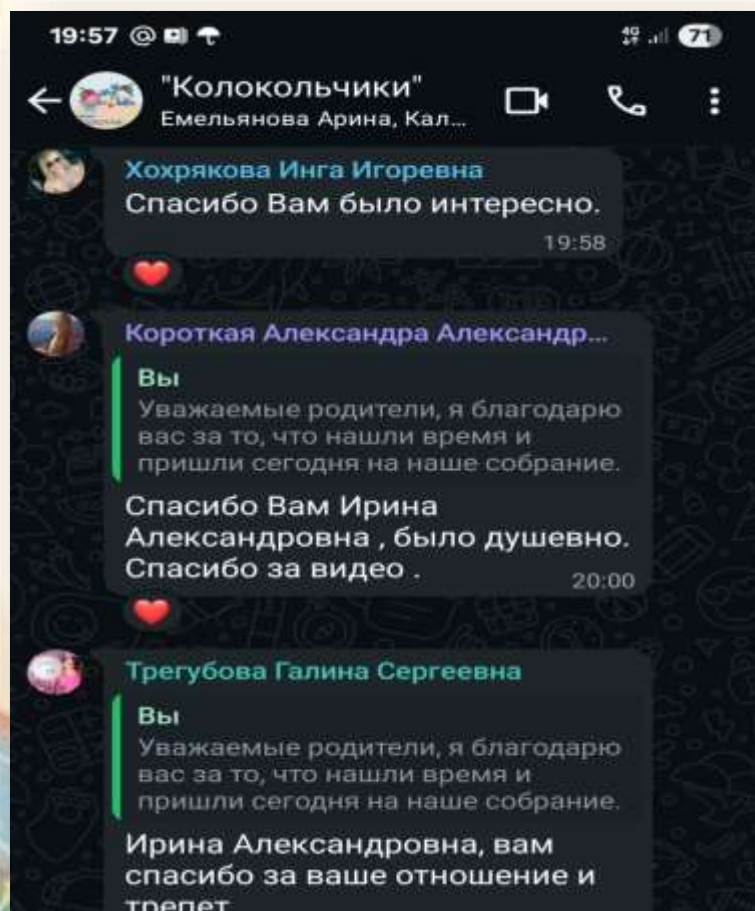 19:57
4G
71
"Колокольчики"
Емельянова Арина, Кал...
Хохрякова Инга Игоревна
Спасибо Вам было интересно.
19:58
Короткая Александра Александр...
Вы
Уважаемые родители, я благодарю
вас за то, что нашли время и
пришли сегодня на наше собрание.
Спасибо Вам Ирина
Александровна , было душевно.
Спасибо за видео .
20:00
Трегубова Галина Сергеевна
Вы
Уважаемые родители, я благодарю
вас за то, что нашли время и
пришли сегодня на наше собрание.
Ирина Александровна, вам
спасибо за ваше отношение и
трепет